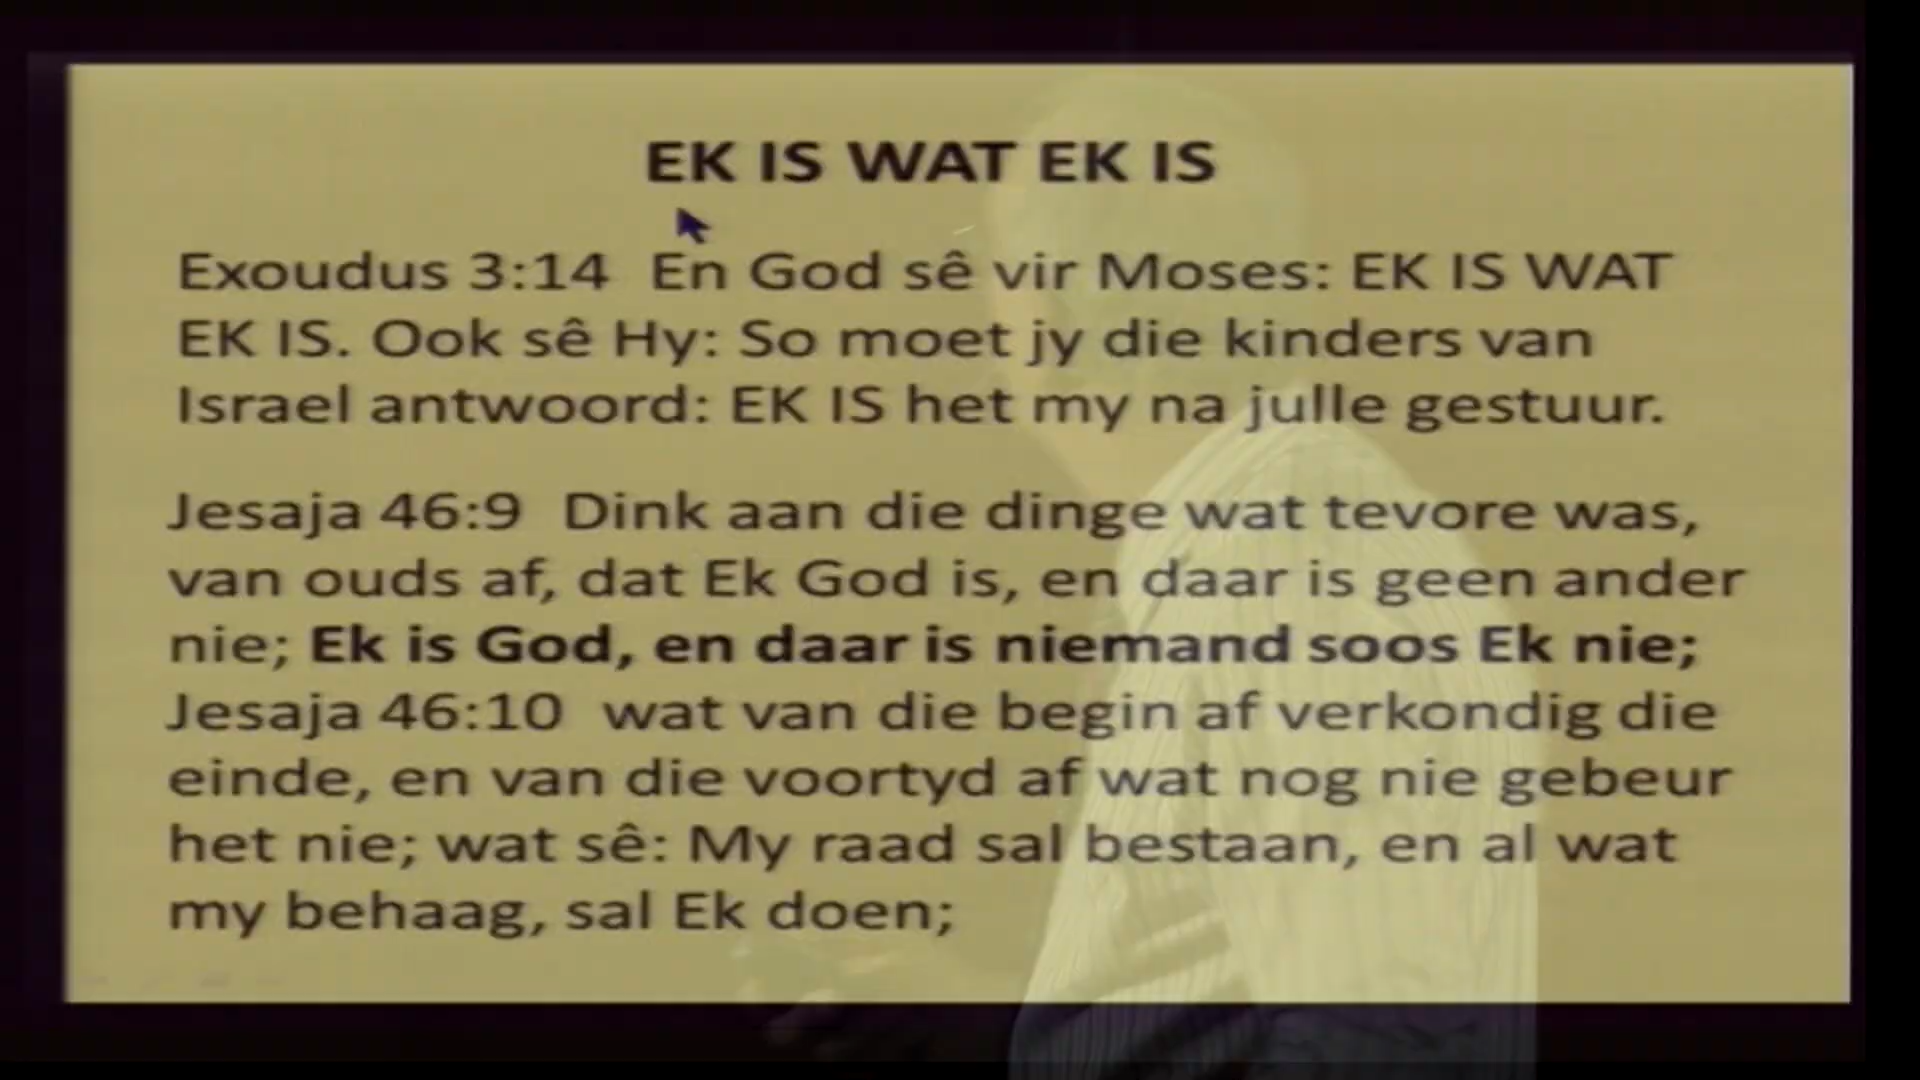 EK IS WAT EK IS
Exoudus 3:14 En God sê vir Moses: EK IS WAT
EK IS. Ook sê Hy: So moet jy die kinders van
Israel antwoord: EK IS het my na julle gestuur.
Jesaja 46:9 Dink aan die dinge wat tevore was,
van ouds af, dat Ek God is, en daar is geen ander
nie; Ek is God, en daar is niemand soos Ek nie;
Jesaja 46:10 wat van die begin af verkondig die
einde, en van die voortyd af wat nog nie gebeur
het nie; wat sê: My raad sal bestaan, en al wat
my behaag, sal Ek doen;